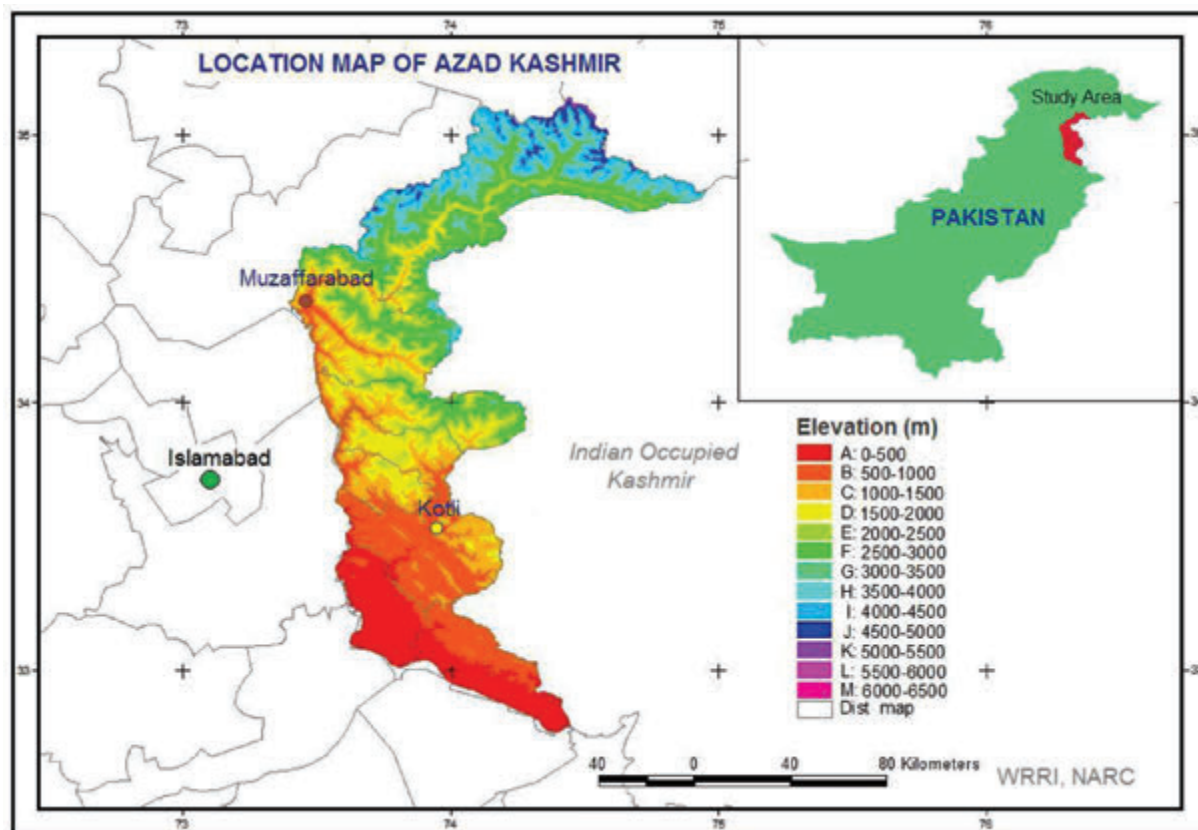 73
74
75
76
LOCATION MAP OF AZAD KASHMIR
Study Area
PAKISTAN
35
Muzaffarabad
34
Islamabad
Indian Occupied
Kashmir
Kotli
33
Elevation (m)
A: 0-500
B: 500-1000
C: 1000-1500
D: 1500-2000
E: 2000-2500
F: 2500-3000
G: 3000-3500
H: 3500-4000
I: 4000-4500
J: 4500-5000
K: 5000-5500
L: 5500-6000
M: 6000-6500
Dist map
40 0 40 80 Kilometers
WRRI, NARC
73
74
75
76